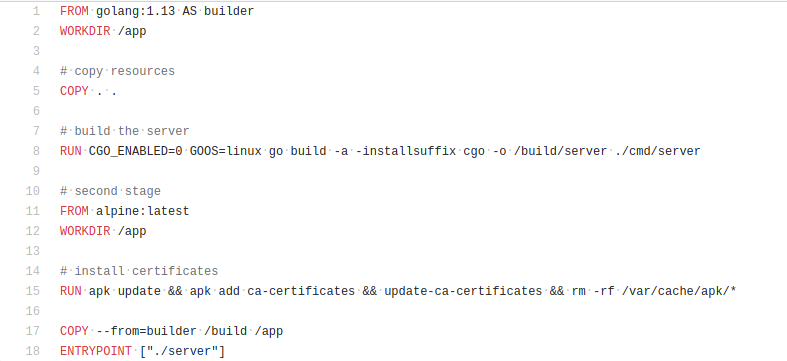 1 FROM golang:1.13 AS builder
2 WORKDIR /app
3
4 # copy resources
5 COPY . .
6
7 # build the server
8 RUN CGO_ENABLED=0 GOOS=linux go build -a -installsuffix cgo -o /build/server ./cmd/server
9
10 # second stage
11 FROM alpine:latest
12 WORKDIR /app
13
14 # install certificates
15 RUN apk update && apk add ca-certificates && update-ca-certificates && rm -rf /var/cache/apk/*
16
17 COPY --from=builder /build /app
18 ENTRYPOINT ["./server"]